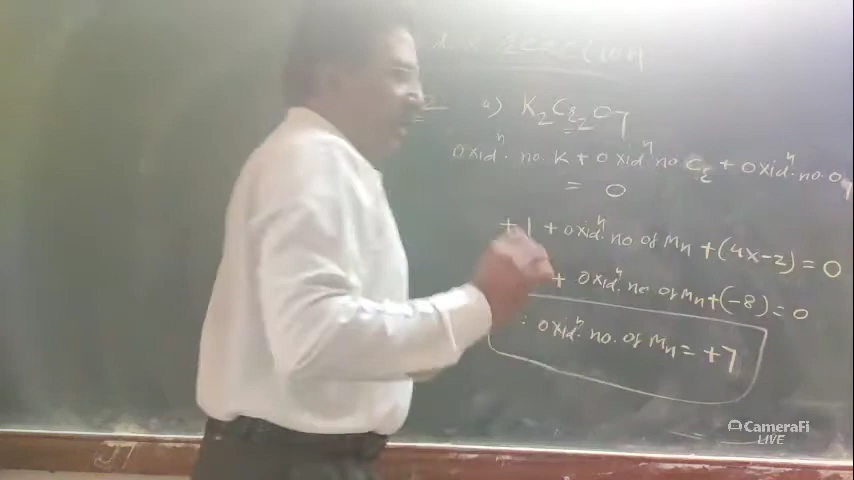 Reaction
a) K2Cr2O7
oxidn. no. K + oxidn no Cr + oxidn. no. O7
= 0
+1 + oxidn no of Mn + (4x-2) = 0
+ oxidn. no of Mn + (-8) = 0
: oxidn no. of Mn = +7
CameraFi
LIVE